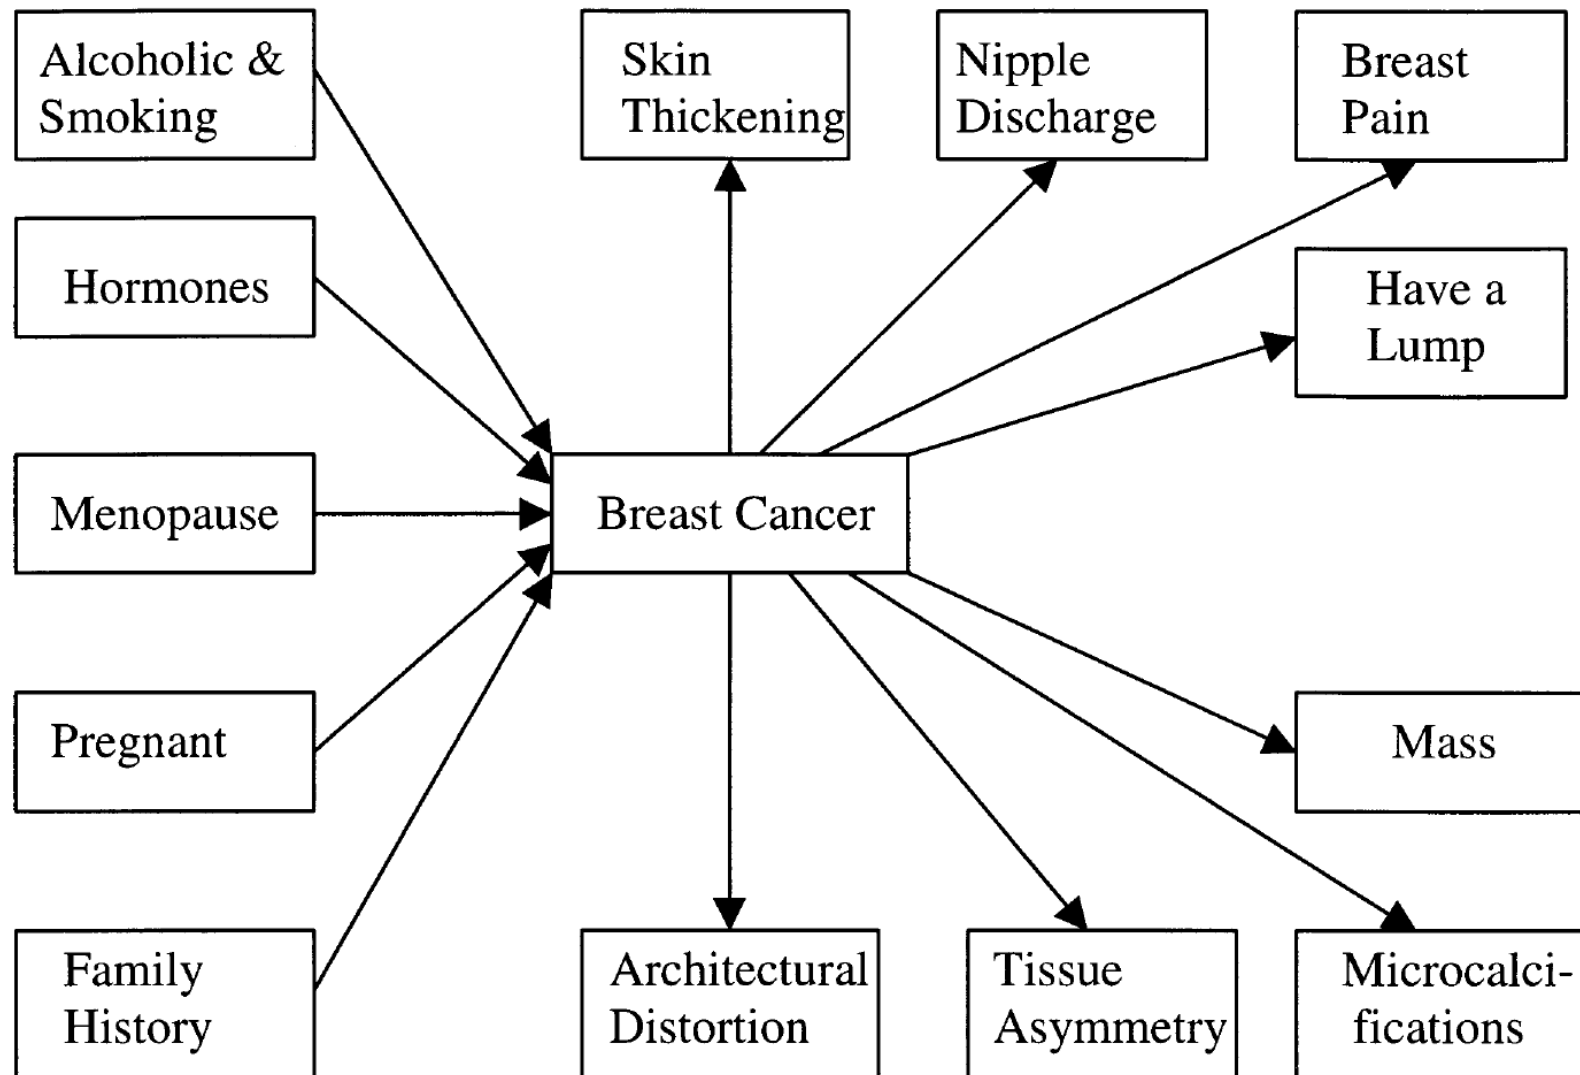 Alcoholic &
Smoking
Skin
Thickening
Nipple
Discharge
Breast
Pain
Hormones
Have a
Lump
Menopause
Breast Cancer
Pregnant
Mass
Family
History
Architectural
Distortion
Tissue
Asymmetry
Microcalci-
fications